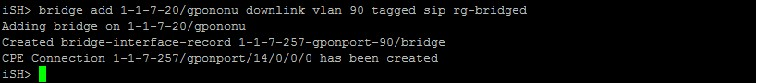 iSH> bridge add 1-1-7-20/gpononu downlink vlan 90 tagged sip rg-bridged
Adding bridge on 1-1-7-20/gpononu
Created bridge-interface-record 1-1-7-257-gponport-90/bridge
CPE Connection 1-1-7-257/gponport/14/0/0/0 has been created
iSH>